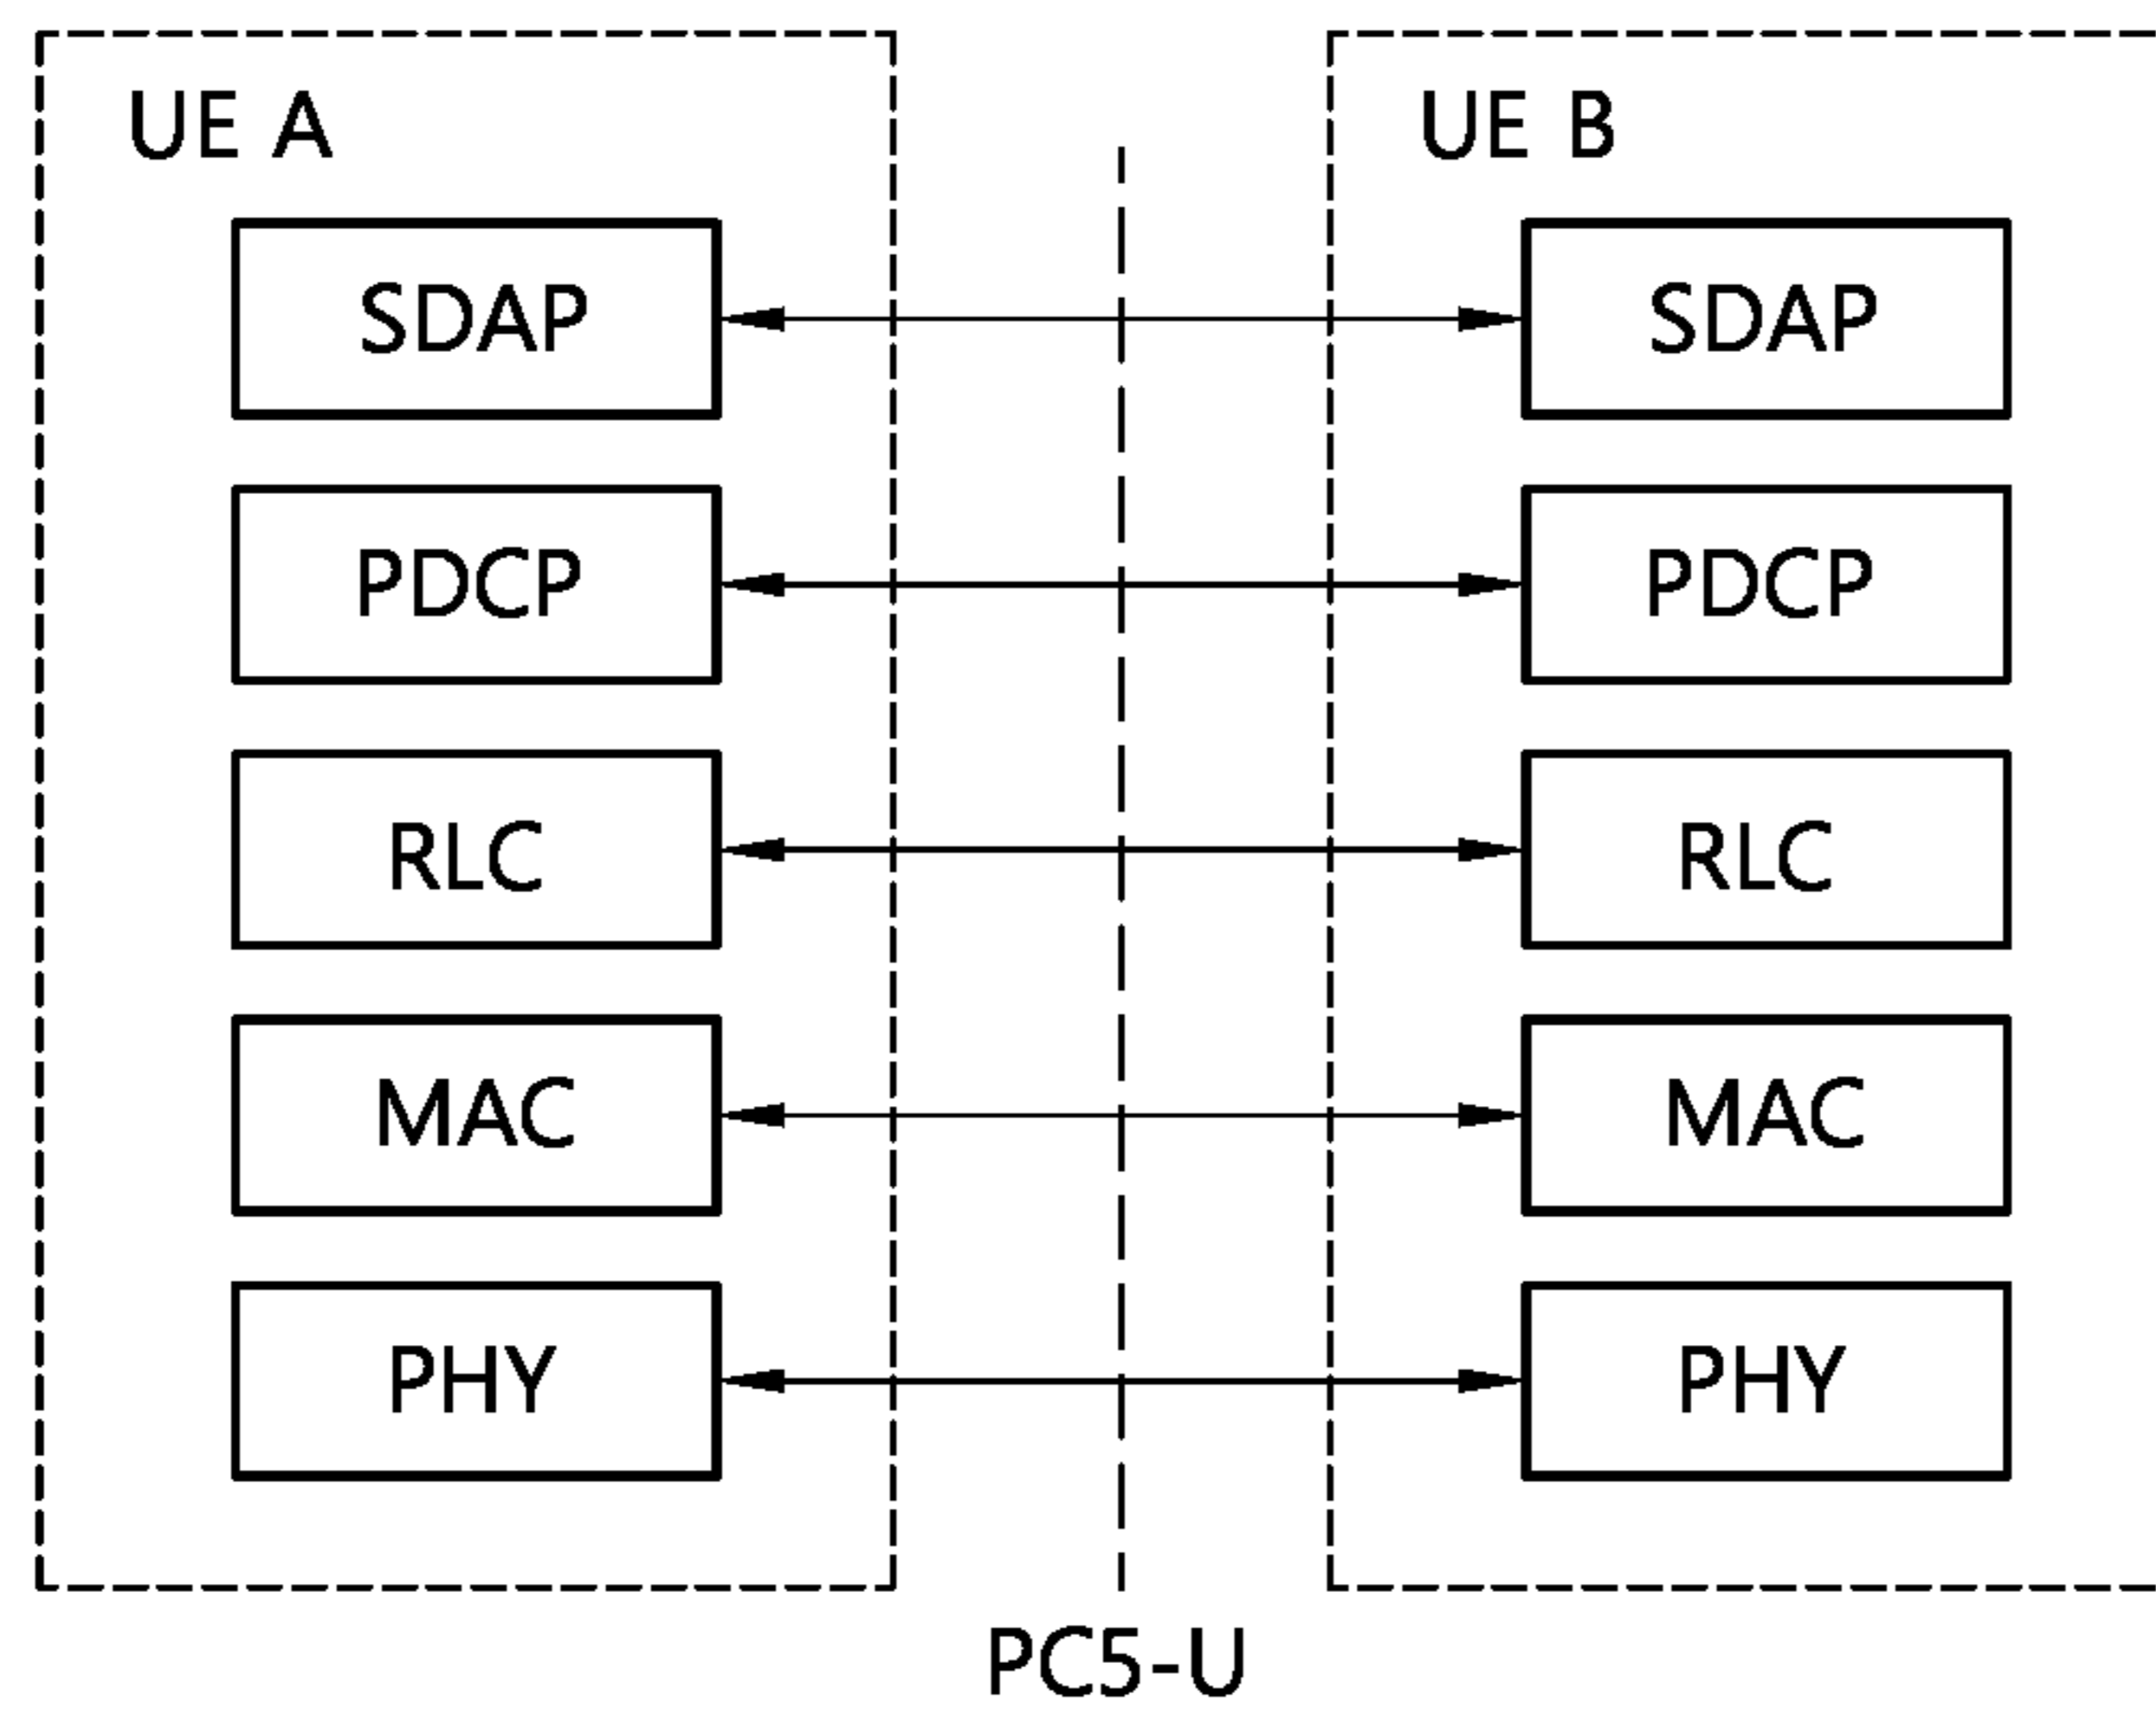 UE A
UE B
SDAP
SDAP
PDCP
PDCP
RLC
RLC
MAC
MAC
PHY
PHY
PC5-U